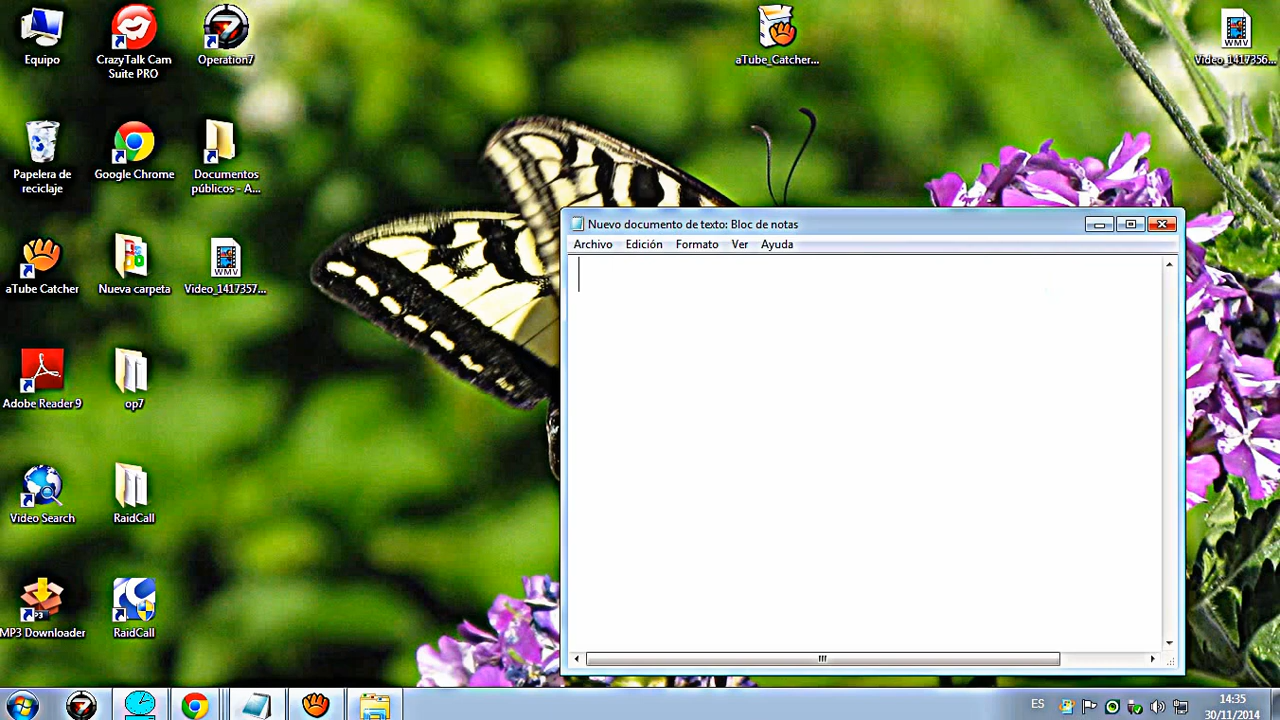 Equipo
CrazyTalk Cam
Suite PRO
Operation7
aTube_Catcher...
WMV
Video_1417356...
Papelera de
reciclaje
Google Chrome
Documentos
públicos - A...
aTube Catcher
Nueva carpeta
WMV
Video_1417357...
Adobe Reader 9
op7
Video Search
RaidCall
MP3 Downloader
RaidCall
Nuevo documento de texto: Bloc de notas
Archivo Edición Formato Ver Ayuda
ES
14:35
30/11/2014